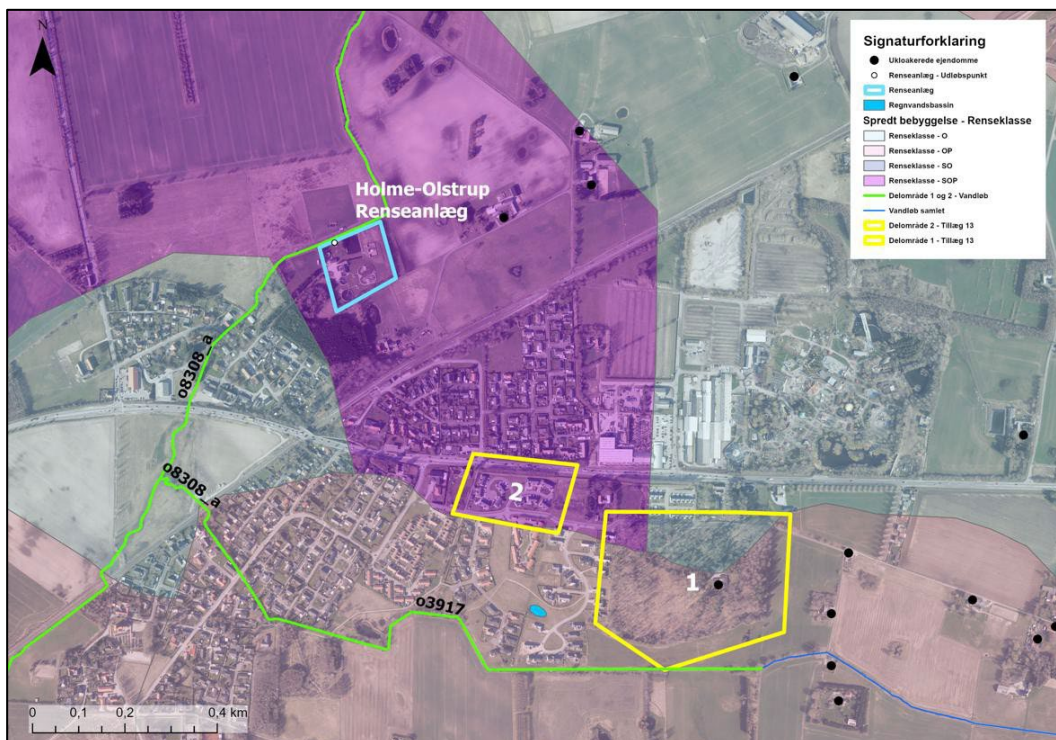 N
Holme-Olstrup
Renseanlæg
o8308_a
o8308_a
2
1
o3917
0
0,1
0,2
0,4 km
Signaturforklaring
Ukloakerede ejendomme
Renseanlæg - Udløbspunkt
Renseanlæg
Regnvandsbassin
Spredt bebyggelse - Renseklasse
Renseklasse - O
Renseklasse - OP
Renseklasse - SO
Renseklasse - SOP
Delområde 1 og 2 - Vandløb
Vandløb samlet
Delområde 2 - Tillæg 13
Delområde 1 - Tillæg 13